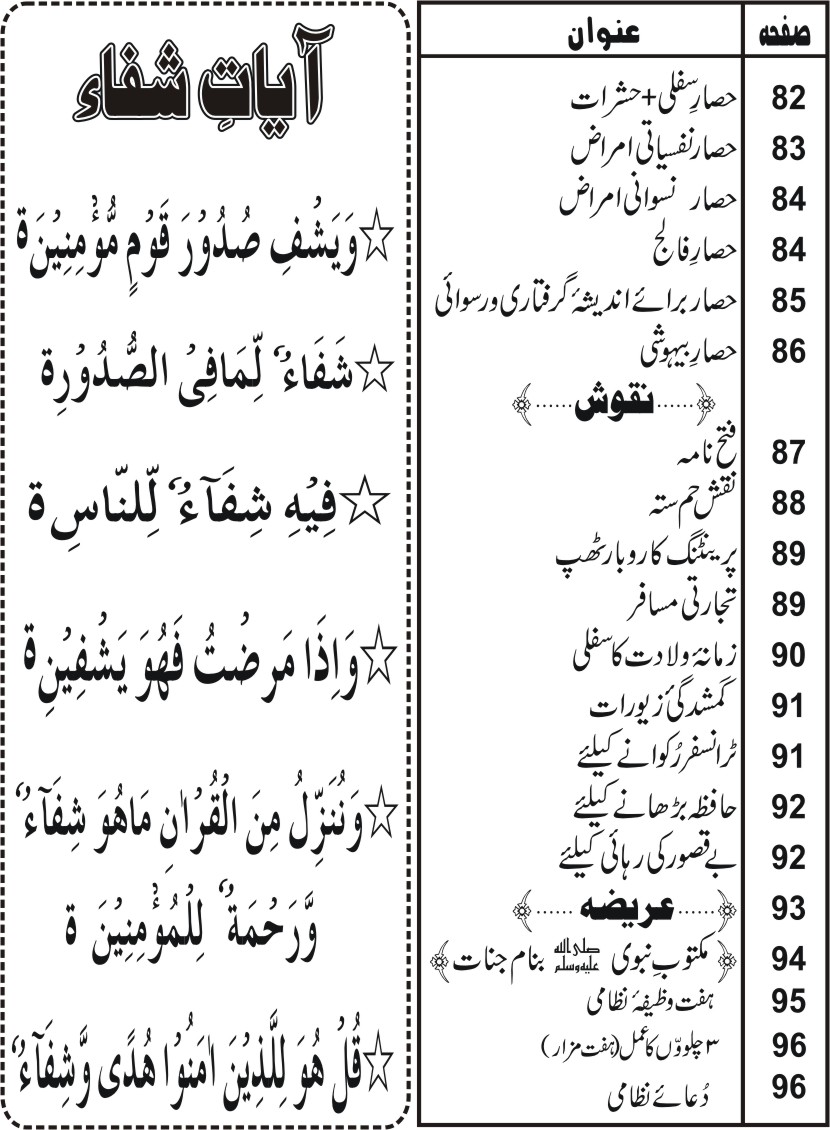 صفحہ عنوان
82 حصارِ سفلی + حشرات
83 حصار نفسیاتی امراض
84 حصار نسوانی امراض
84 حصارِ فالج
85 حصار برائے اندیشۂ گرفتاری و رسوائی
86 حصارِ بیہوشی
﴿......نقوش......﴾
87 فتح نامہ
88 نقش حم ستہ
89 پرینٹنگ کاروبار ٹھپ
89 تجارتی مسافر
90 زمانۂ ولادت کا سفلی
91 گمشدگئ زیورات
91 ٹرانسفر رُکوانے کیلئے
92 حافظہ بڑھانے کیلئے
92 بے قصور کی رہائی کیلئے
93 ﴿......عریضہ......﴾
94 ﴿مکتوبِ نبوی صلی اللہ علیہ وسلم بنام جنات﴾
95 ہفت وظیفۂ نظامی
96 ۳ چلوؤں کا عمل (ہفت مزار)
96 دُعائے نظامی
آیاتِ شفاء
☆وَيَشْفِ صُدُوْرَ قَوْمٍ مُّؤْمِنِيْنَ ة
☆شَفَاءٌ لِّمَا فِىْ الصُّدُوْرِ ة
☆فِيْهِ شِفَآءٌ لِّلنَّاسِ ة
☆وَاِذَا مَرضْتُ فَهُوَ يَشْفِيْنِ ة
☆وَنُنَزِّلُ مِنَ الْقُرْاٰنِ مَاهُوَ شِفَآءٌ
وَّرَحْمَةٌ لِلْمُؤْمِنِيْنَ ة
☆قُلْ هُوَ لِلَّذِيْنَ اٰمَنُوْا هُدًى وَّشِفَآءٌ